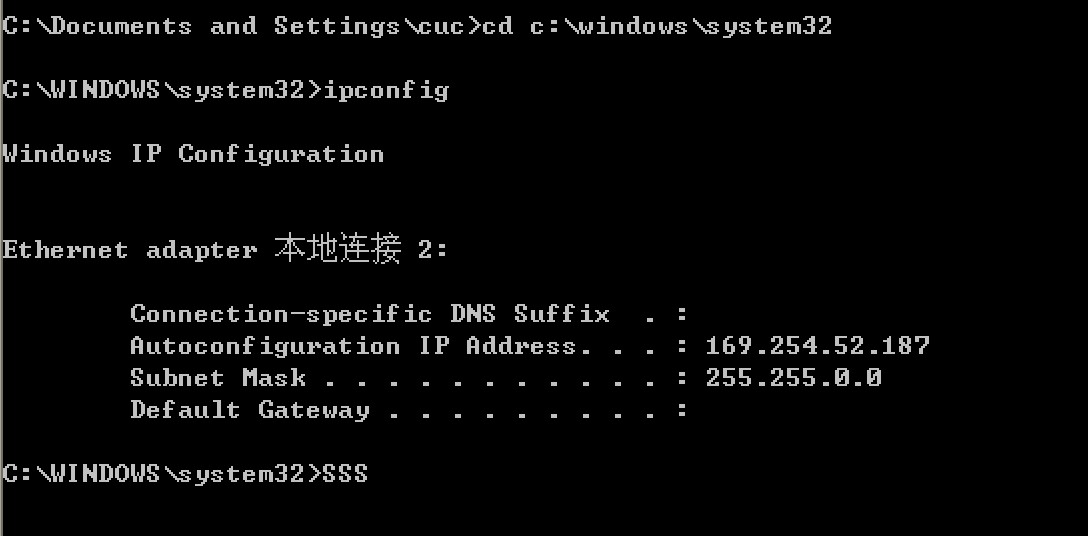 C:\Documents and Settings\cuc>cd c:\windows\system32
C:\WINDOWS\system32>ipconfig
Windows IP Configuration
Ethernet adapter 本地连接 2:
Connection-specific DNS Suffix  . :
Autoconfiguration IP Address. . . : 169.254.52.187
Subnet Mask . . . . . . . . . . . : 255.255.0.0
Default Gateway . . . . . . . . . :
C:\WINDOWS\system32>SSS